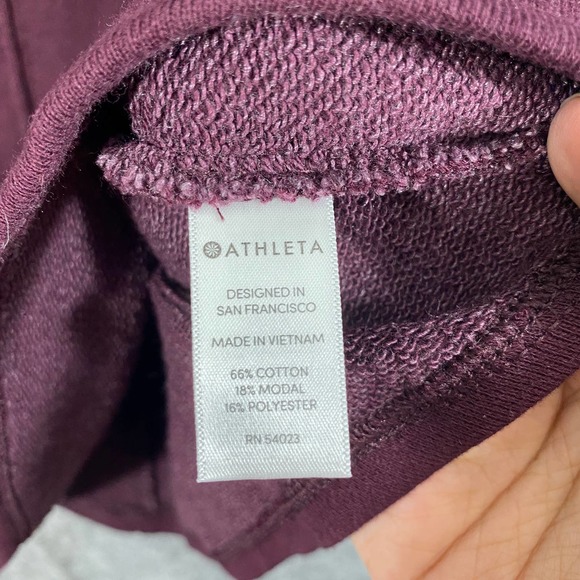 ATHLETA
DESIGNED IN
SAN FRANCISCO
MADE IN VIETNAM
66% COTTON
18% MODAL
16% POLYESTER
RN 54023